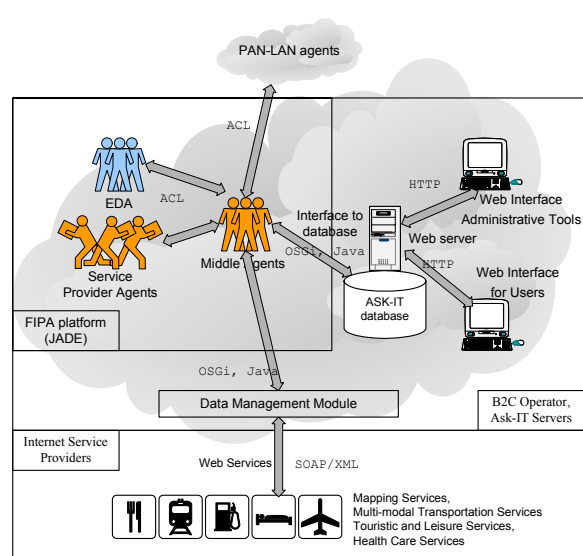 PAN-LAN agents
ACL
EDA
ACL
HTTP
Web Interface
Administrative Tools
Interface to
database
Web server
Middle Agents
OSGi, Java
HTTP
Service
Provider Agents
Web Interface
for Users
ASK-IT
database
FIPA platform
(JADE)
OSGi, Java
Data Management Module
B2C Operator,
Ask-IT Servers
Internet Service
Providers
Web Services
SOAP/XML
Mapping Services,
Multi-modal Transportation Services
Touristic and Leisure Services,
Health Care Services